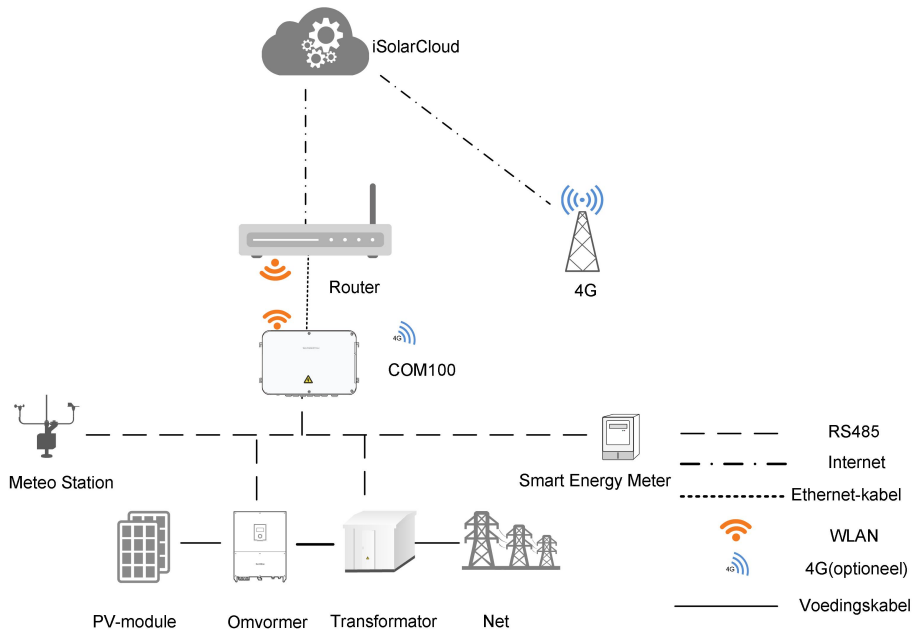 iSolarCloud
Router
4G
4G
COM100
Meteo Station
Smart Energy Meter
RS485
Internet
Ethernet-kabel
WLAN
4G
4G(optioneel)
Voedingskabel
PV-module
Omvormer
Transformator
Net